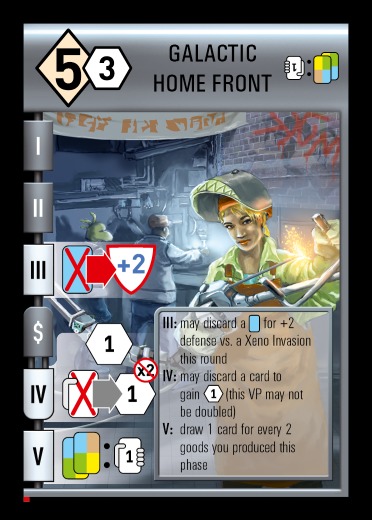 5
3
GALACTIC
HOME FRONT
1
:
I
II
III
+2
$
1
x2
IV
1
V
:
1
III: may discard a for +2
defense vs. a Xeno Invasion
this round
IV: may discard a card to
gain 1 (this VP may not
be doubled)
V: draw 1 card for every 2
goods you produced this
phase